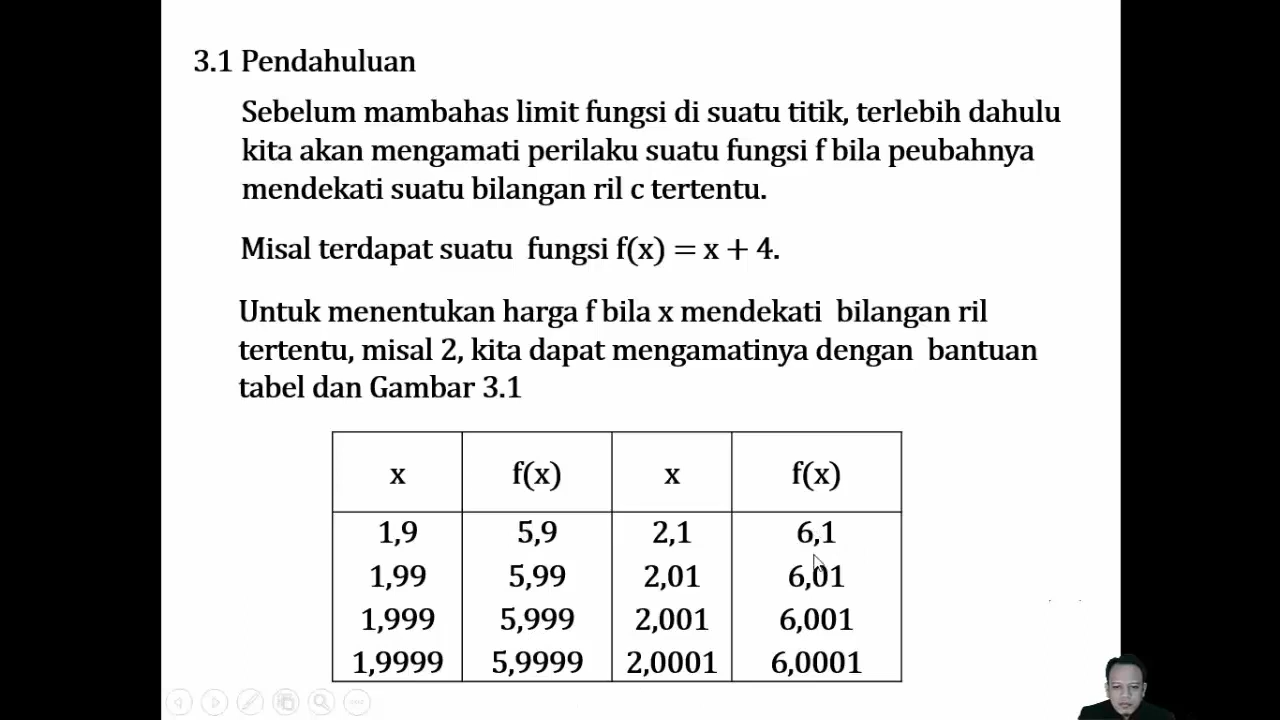 3.1 Pendahuluan
Sebelum mambahas limit fungsi di suatu titik, terlebih dahulu
kita akan mengamati perilaku suatu fungsi f bila peubahnya
mendekati suatu bilangan ril c tertentu.
Misal terdapat suatu fungsi f(x) = x + 4.
Untuk menentukan harga f bila x mendekati bilangan ril
tertentu, misal 2, kita dapat mengamatinya dengan bantuan
tabel dan Gambar 3.1
x f(x) x f(x)
1,9 5,9 2,1 6,1
1,99 5,99 2,01 6,01
1,999 5,999 2,001 6,001
1,9999 5,9999 2,0001 6,0001